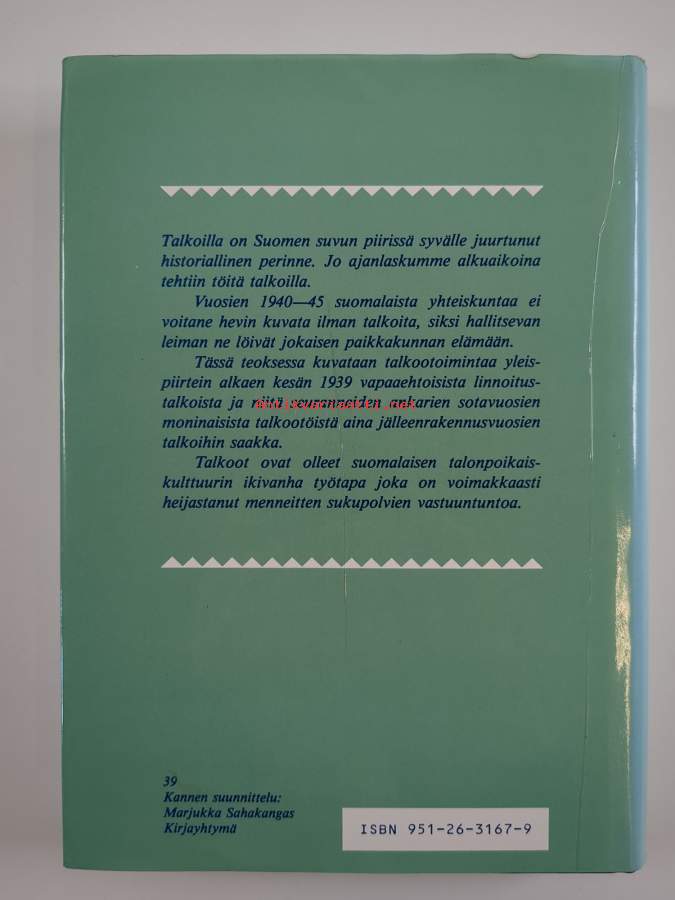 Talkoilla on Suomen suvun piirissä syvälle juurtunut
historiallinen perinne. Jo ajanlaskumme alkuaikoina
tehtiin töitä talkoilla.
Vuosien 1940—45 suomalaista yhteiskuntaa ei
voitane hevin kuvata ilman talkoita, siksi hallitsevan
leiman ne löivät jokaisen paikkakunnan elämään.
Tässä teoksessa kuvataan talkootoimintaa yleis-
piirtein alkaen kesän 1939 vapaaehtoisista linnoitus-
talkoista ja niitä seuranneiden ankarien sotavuosien
moninaisista talkootöistä aina jälleenrakennusvuosien
talkoihin saakka.
Talkoot ovat olleet suomalaisen talonpoikais-
kulttuurin ikivanha työtapa joka on voimakkaasti
heijastanut menneitten sukupolvien vastuuntuntoa.
39
Kannen suunnittelu:
Marjukka Sahakangas
Kirjayhtymä
ISBN 951-26-3167-9